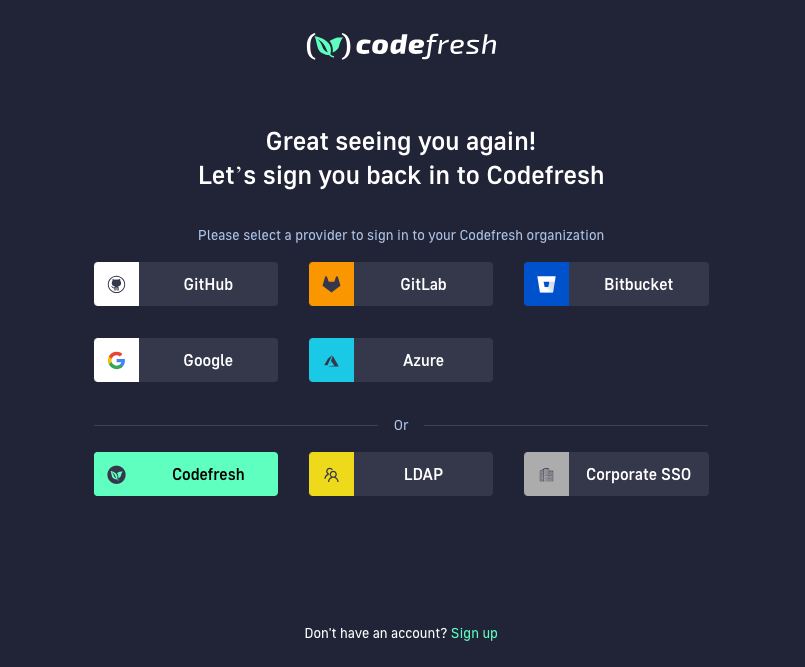 codefresh
Great seeing you again!
Let's sign you back in to Codefresh
Please select a provider to sign in to your Codefresh organization
GitHub GitLab Bitbucket
Google Azure
Or
Codefresh LDAP Corporate SSO
Don't have an account? Sign up